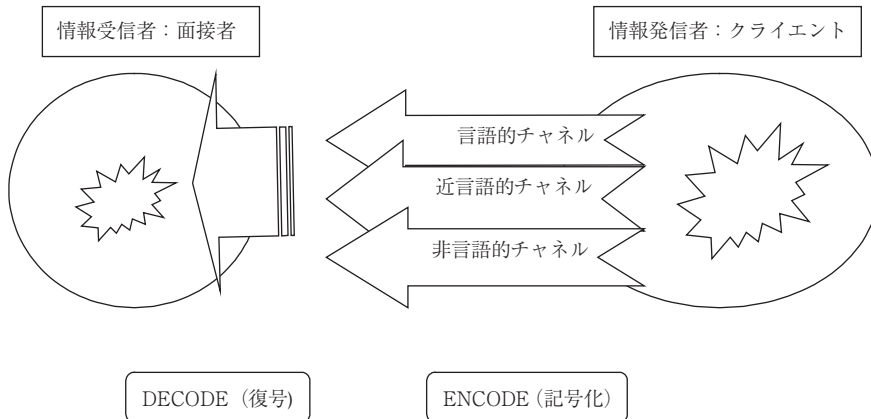 情報受信者：面接者
情報発信者：クライエント
言語的チャネル
近言語的チャネル
非言語的チャネル
DECODE（復号)
ENCODE（記号化）